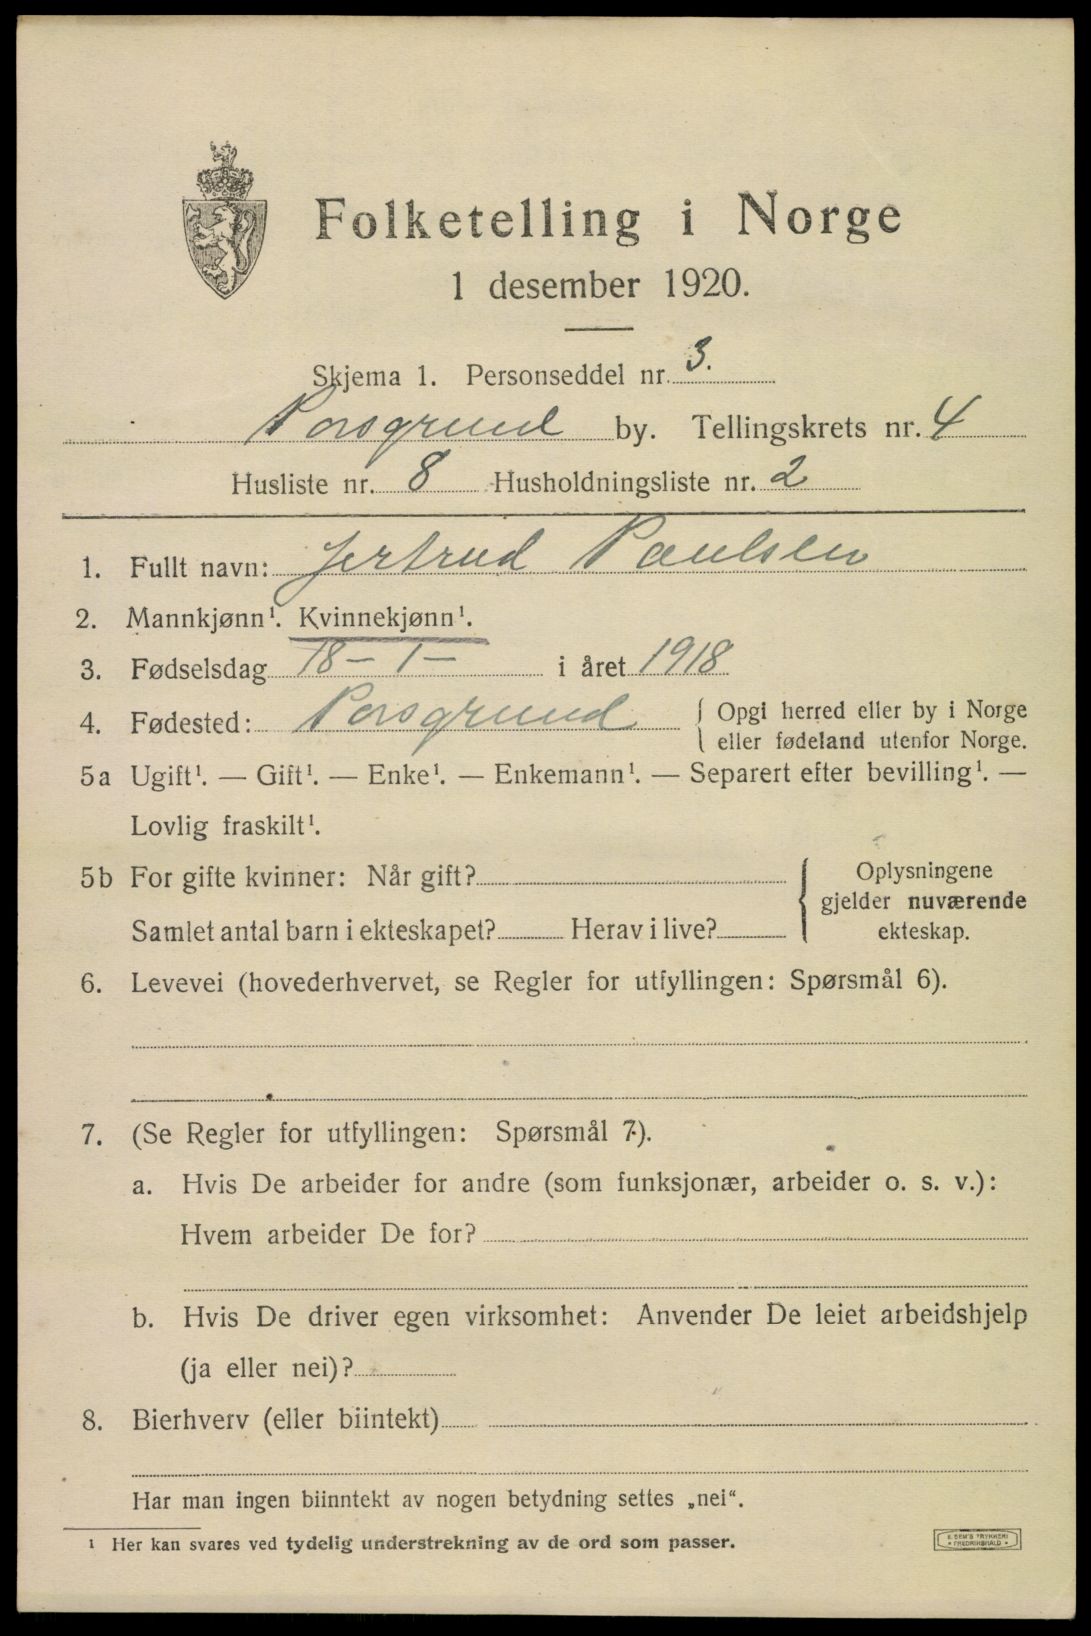 Folketelling i Norge
1 desember 1920.
Skjema 1. Personseddel nr. 3.
Porsgrund by. Tellingskrets nr. 4
Husliste nr. 8 Husholdningsliste nr. 2
1. Fullt navn: Jertrud Paulsen
2. Mannkjønn¹. Kvinnekjønn¹.
3. Fødselsdag 18 – 1 – i året 1918
4. Fødested: Porsgrund { Opgi herred eller by i Norge
eller fødeland utenfor Norge.
5a Ugift¹. — Gift¹. — Enke¹. — Enkemann¹. — Separert efter bevilling¹. —
Lovlig fraskilt¹.
5b For gifte kvinner: Når gift? { Oplysningene
gjelder nuværende
Samlet antal barn i ekteskapet? Herav i live? ekteskap.
6. Levevei (hovederhvervet, se Regler for utfyllingen: Spørsmål 6).
7. (Se Regler for utfyllingen: Spørsmål 7).
a. Hvis De arbeider for andre (som funksjonær, arbeider o. s. v.):
Hvem arbeider De for?
b. Hvis De driver egen virksomhet: Anvender De leiet arbeidshjelp
(ja eller nei)?
8. Bierhverv (eller biintekt)
Har man ingen biinntekt av nogen betydning settes „nei“.
¹ Her kan svares ved tydelig understrekning av de ord som passer.
E. SEM'S TRYKKERI
FREDRIKSHALD